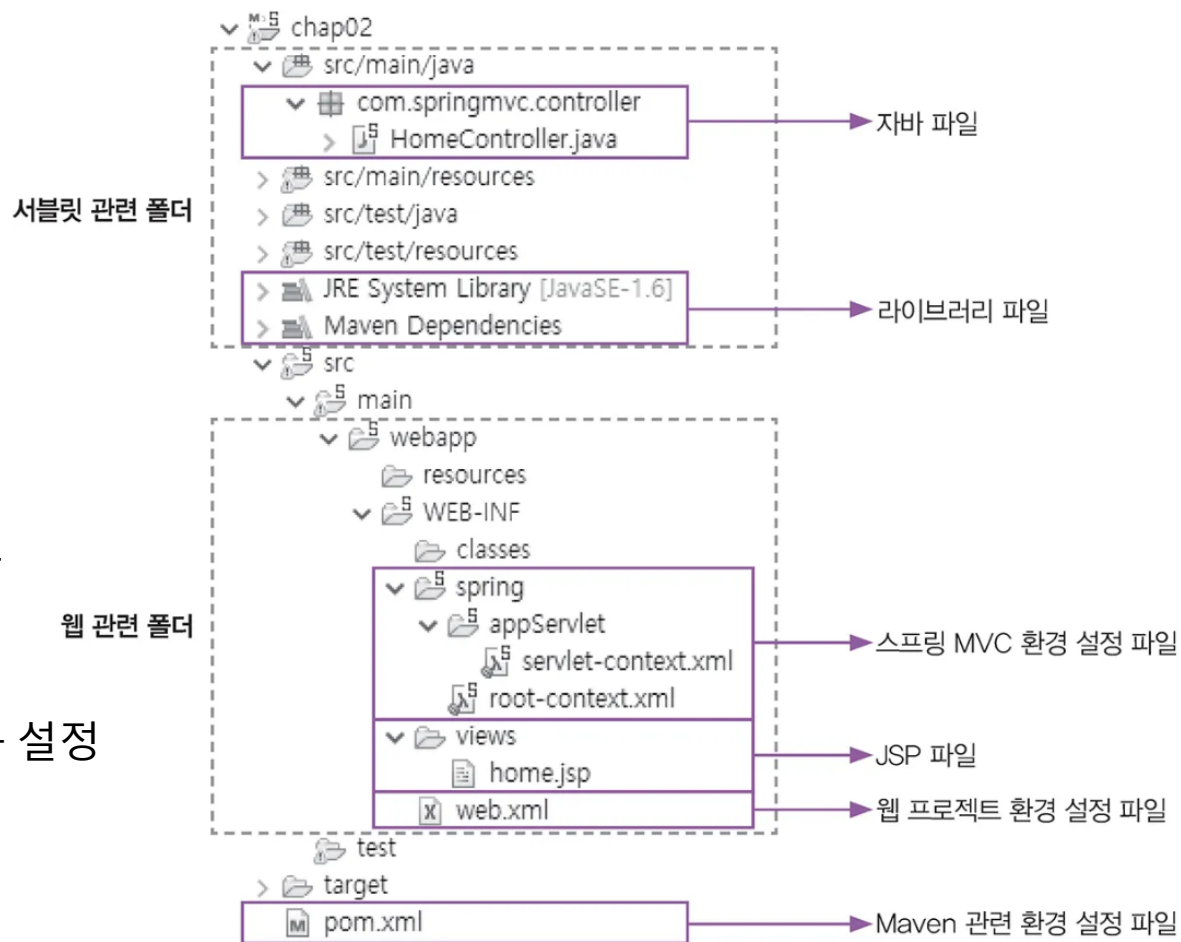 chap02
src/main/java
com.springmvc.controller
HomeController.java
자바 파일
src/main/resources
서블릿 관련 폴더
src/test/java
src/test/resources
JRE System Library [JavaSE-1.6]
라이브러리 파일
Maven Dependencies
src
main
webapp
resources
WEB-INF
classes
spring
웹 관련 폴더
appServlet
스프링 MVC 환경 설정 파일
servlet-context.xml
root-context.xml
설정
views
JSP 파일
home.jsp
web.xml
웹 프로젝트 환경 설정 파일
test
target
pom.xml
Maven 관련 환경 설정 파일